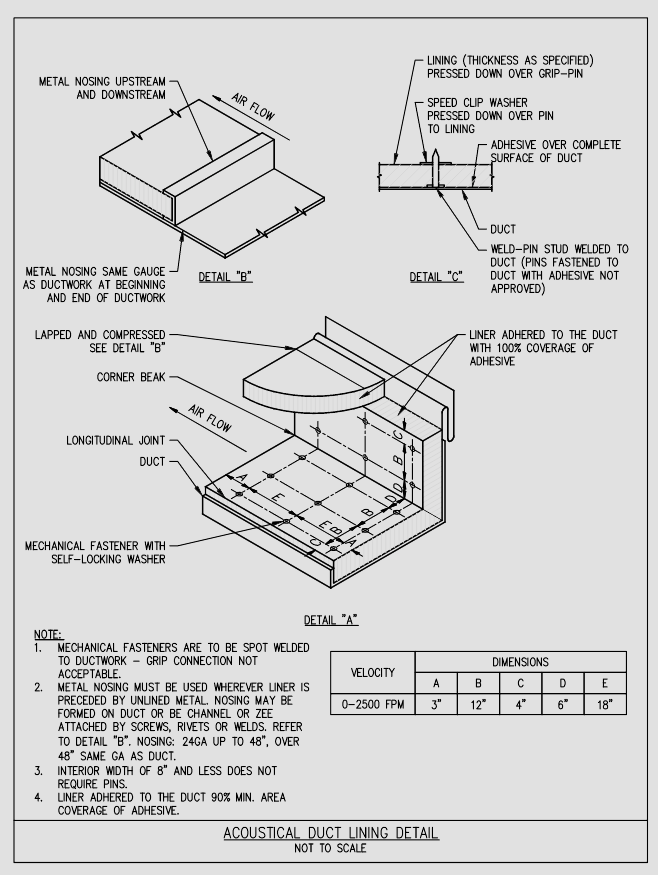 METAL NOSING UPSTREAM
AND DOWNSTREAM
AIR FLOW
METAL NOSING SAME GAUGE
AS DUCTWORK AT BEGINNING
AND END OF DUCTWORK
DETAIL "B"
LINING (THICKNESS AS SPECIFIED)
PRESSED DOWN OVER GRIP-PIN
SPEED CLIP WASHER
PRESSED DOWN OVER PIN
TO LINING
ADHESIVE OVER COMPLETE
SURFACE OF DUCT
DUCT
WELD-PIN STUD WELDED TO
DUCT (PINS FASTENED TO
DUCT WITH ADHESIVE NOT
APPROVED)
DETAIL "C"
LAPPED AND COMPRESSED
SEE DETAIL "B"
CORNER BEAK
AIR FLOW
LONGITUDINAL JOINT
DUCT
MECHANICAL FASTENER WITH
SELF-LOCKING WASHER
LINER ADHERED TO THE DUCT
WITH 100% COVERAGE OF
ADHESIVE
C
B
D
A
E
D
B
E
B
C
A
DETAIL "A"
NOTE:
1. MECHANICAL FASTENERS ARE TO BE SPOT WELDED
TO DUCTWORK – GRIP CONNECTION NOT
ACCEPTABLE.
2. METAL NOSING MUST BE USED WHEREVER LINER IS
PRECEDED BY UNLINED METAL. NOSING MAY BE
FORMED ON DUCT OR BE CHANNEL OR ZEE
ATTACHED BY SCREWS, RIVETS OR WELDS. REFER
TO DETAIL "B". NOSING: 24GA UP TO 48", OVER
48" SAME GA AS DUCT.
3. INTERIOR WIDTH OF 8" AND LESS DOES NOT
REQUIRE PINS.
4. LINER ADHERED TO THE DUCT 90% MIN. AREA
COVERAGE OF ADHESIVE.
VELOCITY DIMENSIONS
A B C D E
0-2500 FPM 3" 12" 4" 6" 18"
ACOUSTICAL DUCT LINING DETAIL
NOT TO SCALE